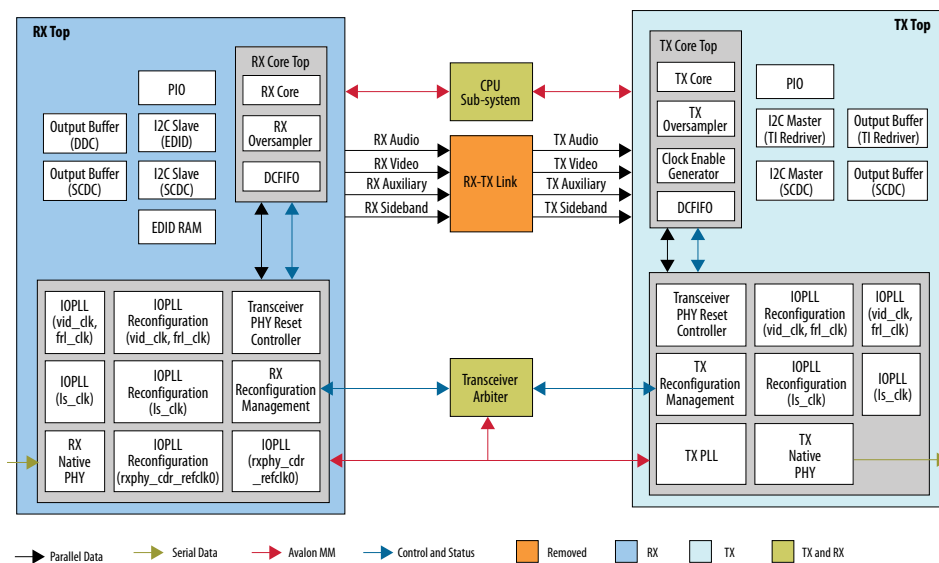 RX Top
PIO
Output Buffer
(DDC)
I2C Slave
(EDID)
Output Buffer
(SCDC)
I2C Slave
(SCDC)
EDID RAM
RX Core Top
RX Core
RX
Oversampler
DCFIFO
IOPLL
(vid_clk,
frl_clk)
IOPLL
Reconfiguration
(vid_clk, frl_clk)
Transceiver
PHY Reset
Controller
IOPLL
(ls_clk)
IOPLL
Reconfiguration
(ls_clk)
RX
Reconfiguration
Management
RX
Native
PHY
IOPLL
Reconfiguration
(rxphy_cdr_refclk0)
IOPLL
(rxphy_cdr
_refclk0)
CPU
Sub-system
RX Audio
RX Video
RX Auxiliary
RX Sideband
RX-TX Link
TX Audio
TX Video
TX Auxiliary
TX Sideband
Transceiver
Arbiter
TX Top
TX Core Top
TX Core
TX
Oversampler
Clock Enable
Generator
DCFIFO
PIO
I2C Master
(TI Redriver)
Output Buffer
(TI Redriver)
I2C Master
(SCDC)
Output Buffer
(SCDC)
Transceiver
PHY Reset
Controller
IOPLL
Reconfiguration
(vid_clk, frl_clk)
IOPLL
(vid_clk,
frl_clk)
TX
Reconfiguration
Management
IOPLL
Reconfiguration
(ls_clk)
IOPLL
(ls_clk)
TX PLL
TX
Native
PHY
Parallel Data
Serial Data
Avalon MM
Control and Status
Removed
RX
TX
TX and RX